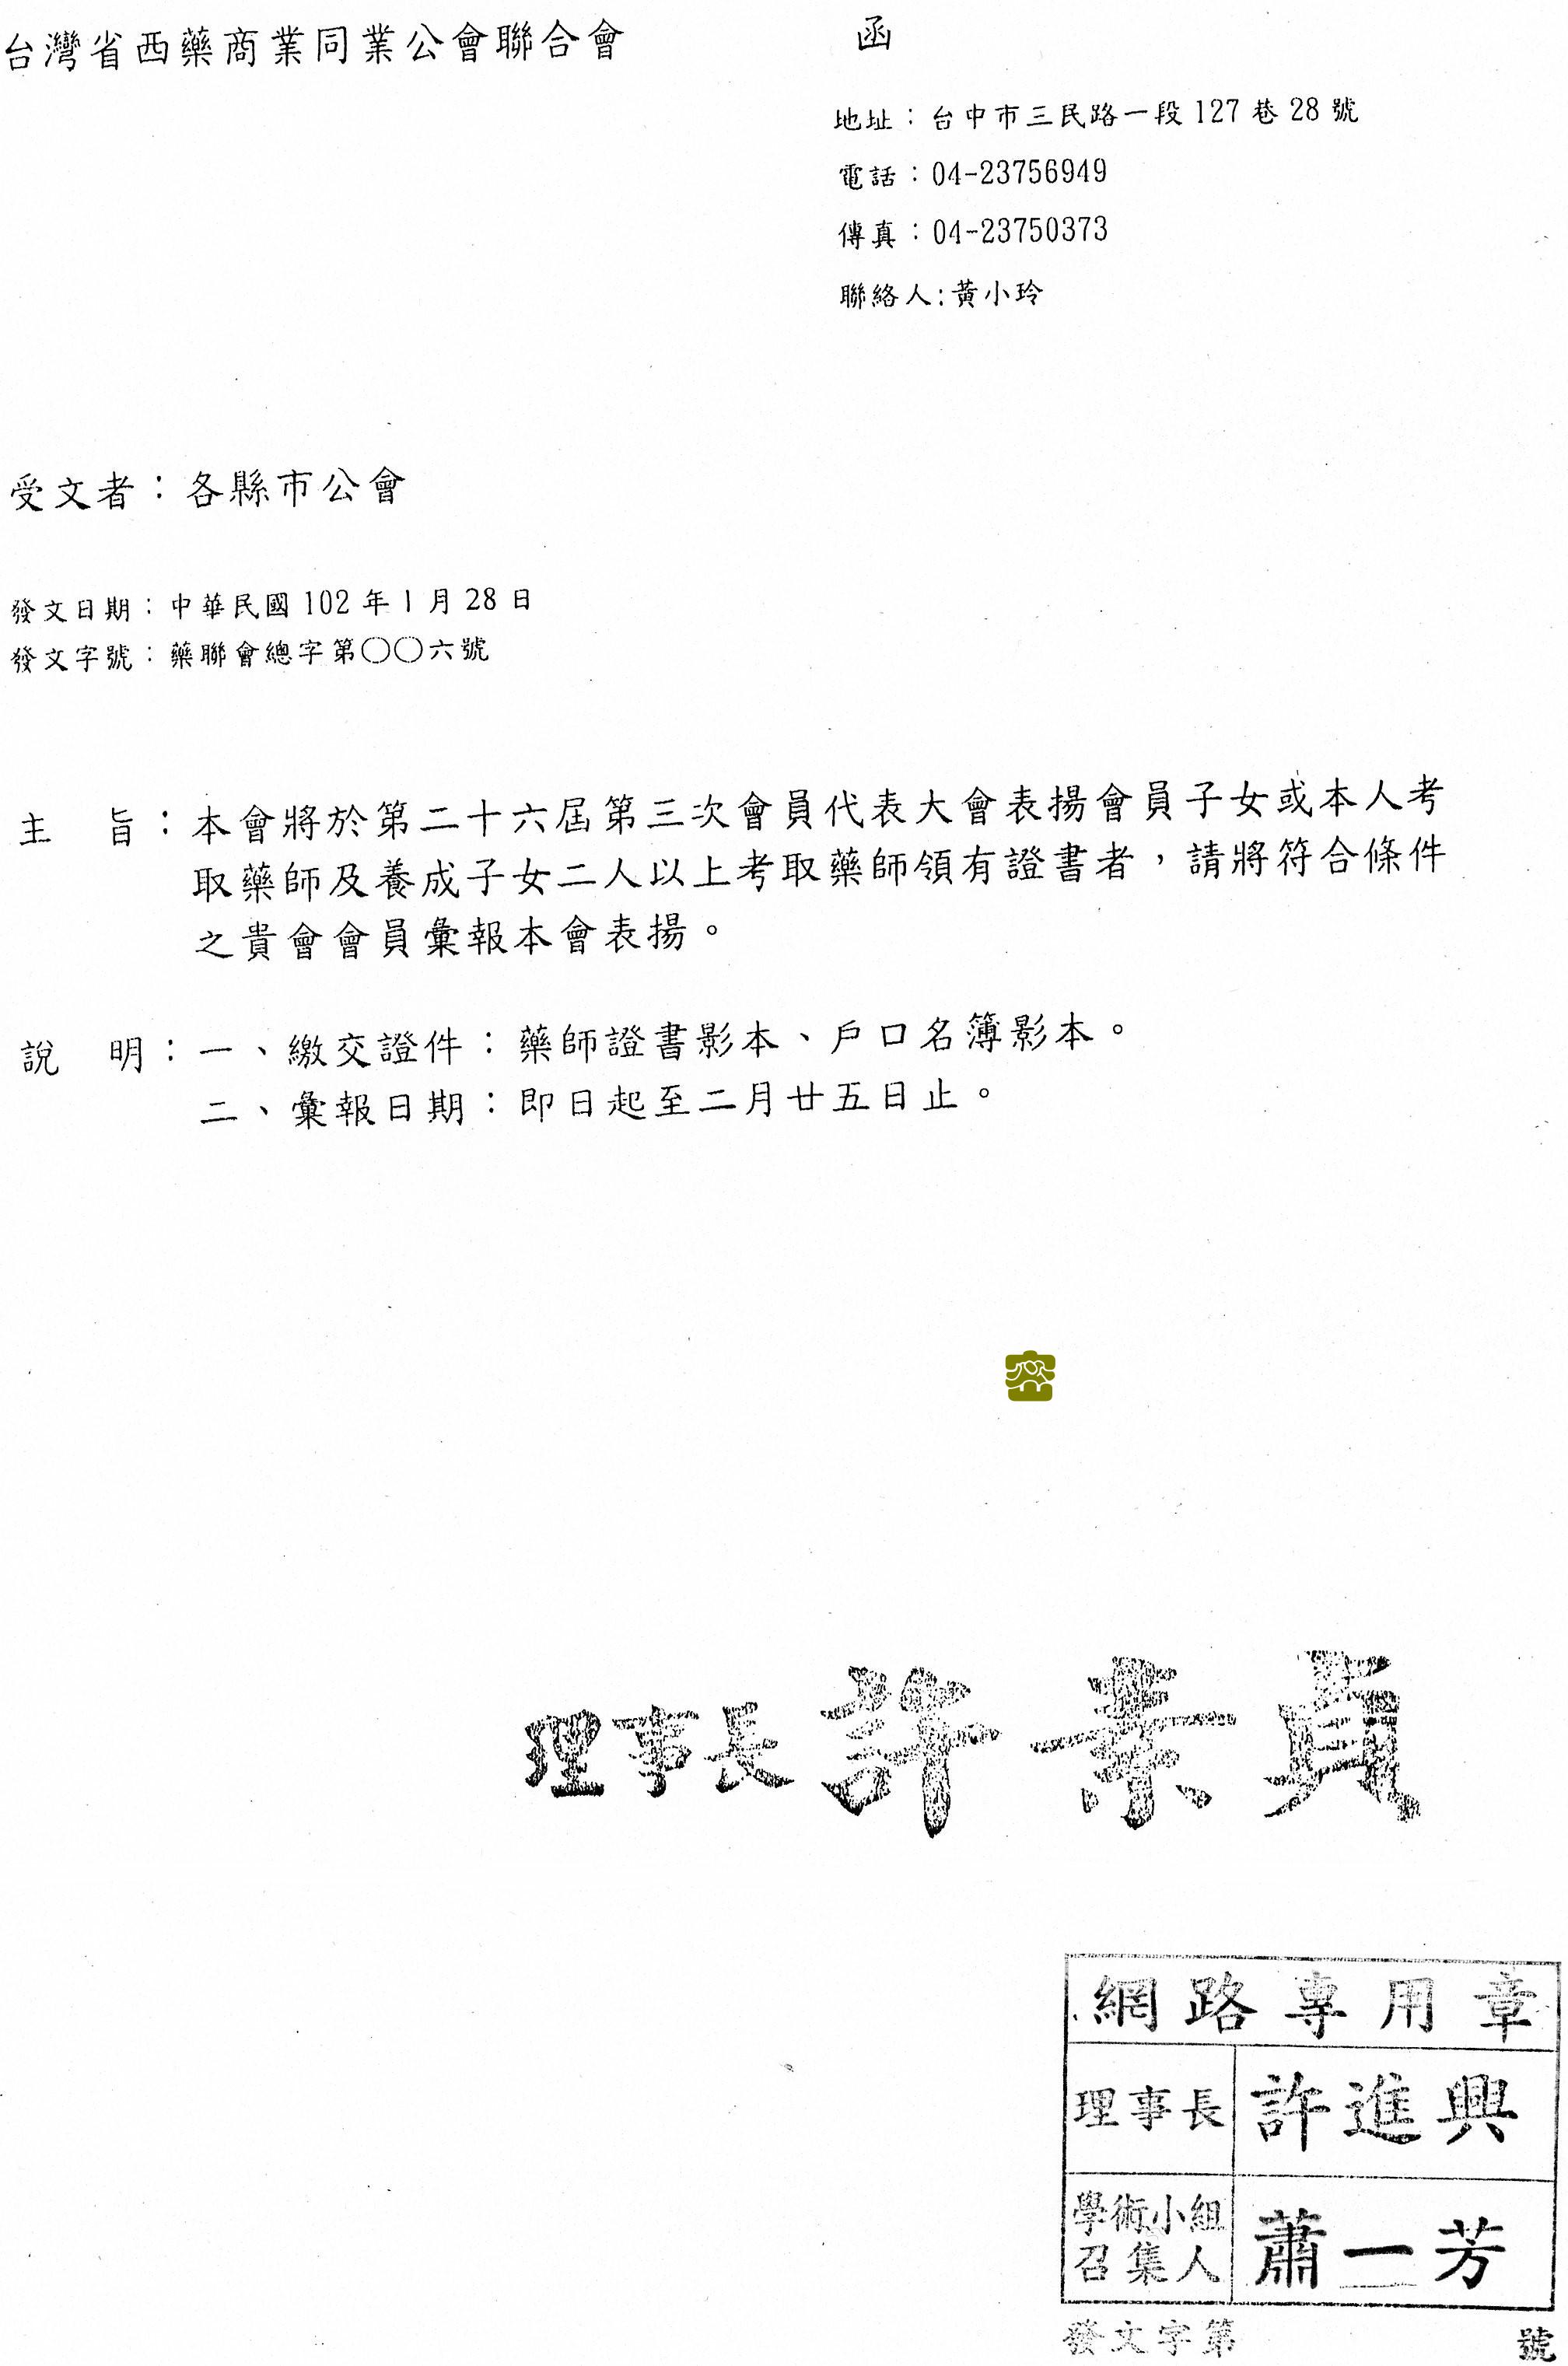 台灣省西藥商業同業公會聯合會 函
地址：台中市三民路一段127巷28號
電話：04-23756949
傳真：04-23750373
聯絡人:黃小玲
受文者：各縣市公會
發文日期：中華民國102年1月28日
發文字號：藥聯會總字第○○六號
主 旨：本會將於第二十六屆第三次會員代表大會表揚會員子女或本人考
取藥師及養成子女二人以上考取藥師領有證書者，請將符合條件
之貴會會員彙報本會表揚。
說 明：一、繳交證件：藥師證書影本、戶口名簿影本。
二、彙報日期：即日起至二月廿五日止。
理事長 許業貞
網路專用章
理事長 許進興
學術小組
召集人 蕭一芳
發文字第 號